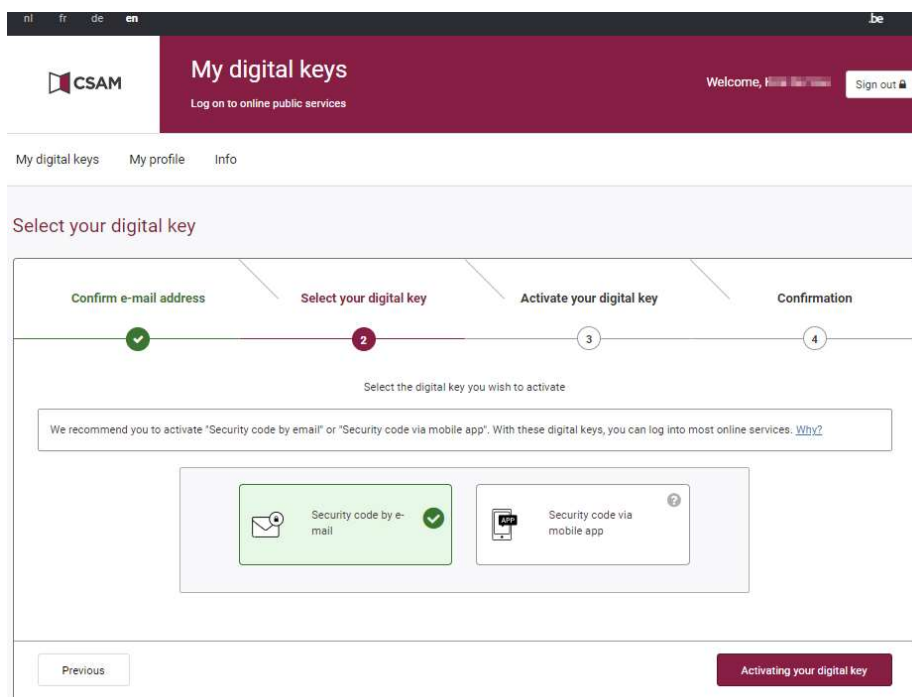 nl fr de en .be
CSAM
My digital keys
Log on to online public services
Welcome,
Sign out
My digital keys My profile Info
Select your digital key
Confirm e-mail address Select your digital key Activate your digital key Confirmation
2 3 4
Select the digital key you wish to activate
We recommend you to activate "Security code by email" or "Security code via mobile app". With these digital keys, you can log into most online services. Why?
Security code by e-
mail
APP
Security code via
mobile app
?
Previous Activating your digital key